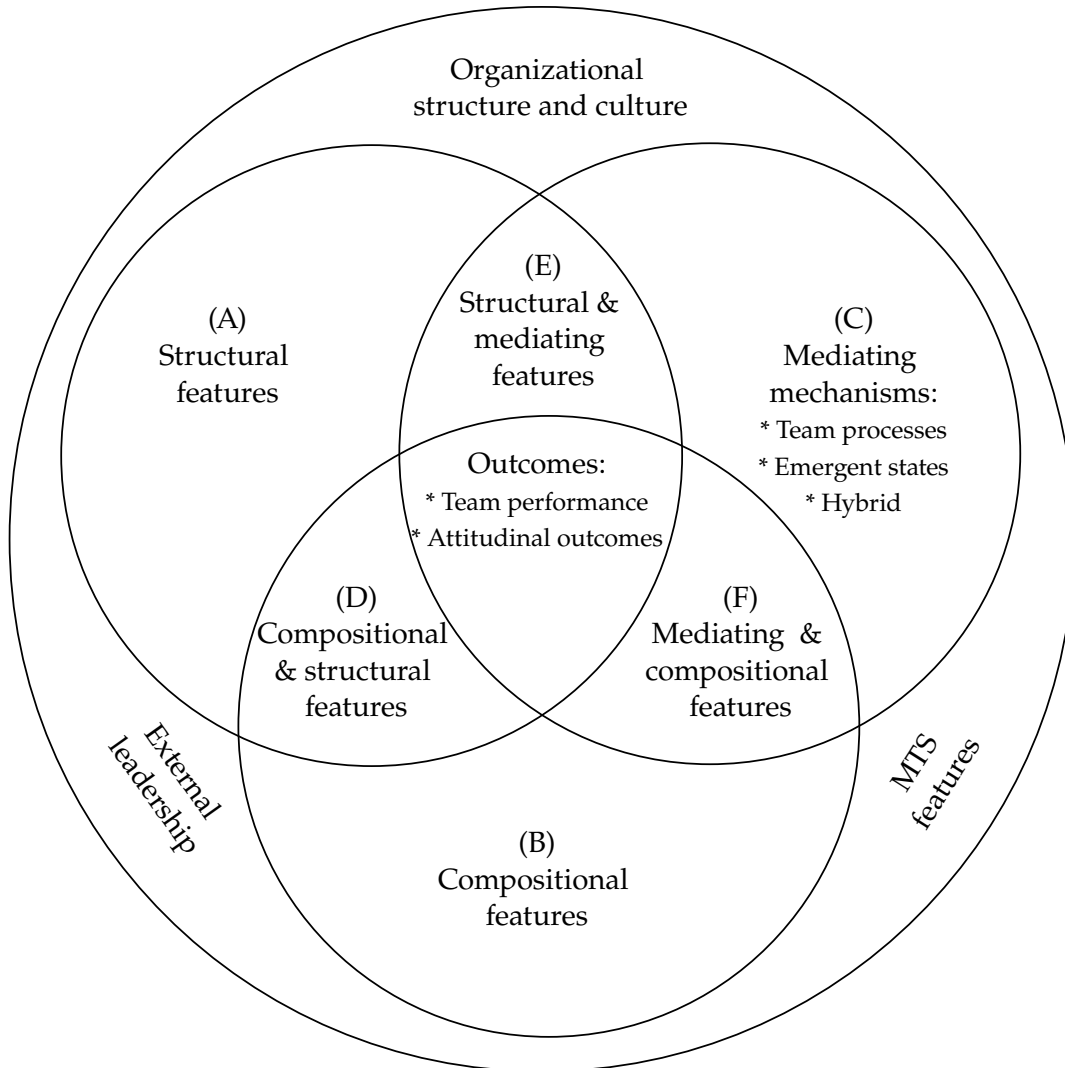 Organizational
structure and culture
(E)
Structural &
mediating
features
(A)
Structural
features
(C)
Mediating
mechanisms:
* Team processes
* Emergent states
* Hybrid
Outcomes:
* Team performance
* Attitudinal outcomes
(D)
Compositional
& structural
features
(F)
Mediating & 
compositional
features
External
leadership
MTS
features
(B)
Compositional
features